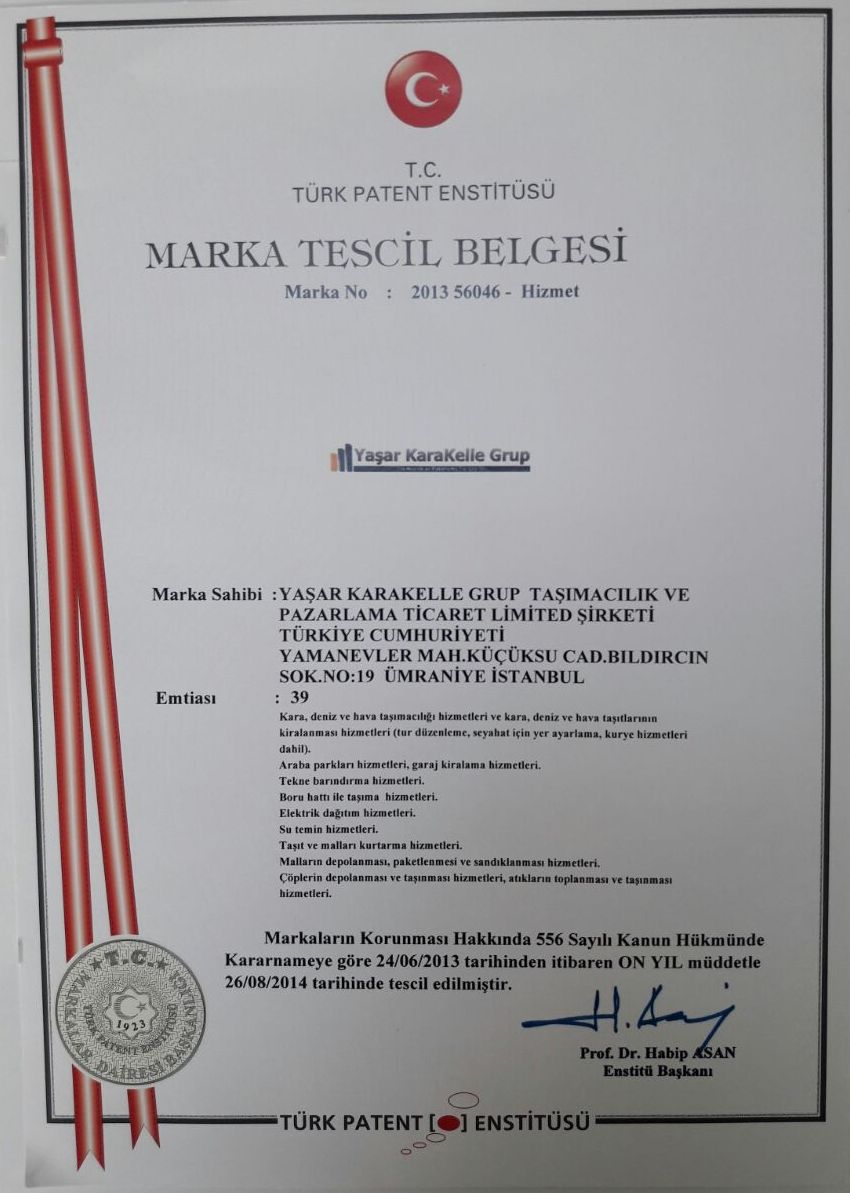 T.C.
TÜRK PATENT ENSTİTÜSÜ
MARKA TESCİL BELGESİ
Marka No : 2013 56046 - Hizmet
Yaşar KaraKelle Grup
Marka Sahibi : YAŞAR KARAKELLE GRUP TAŞIMACILIK VE
PAZARLAMA TİCARET LİMİTED ŞİRKETİ
TÜRKİYE CUMHURİYETİ
YAMANEVLER MAH.KÜÇÜKSU CAD.BILDIRCIN
SOK.NO:19 ÜMRANİYE İSTANBUL
Emtiası : 39
Kara, deniz ve hava taşımacılığı hizmetleri ve kara, deniz ve hava taşıtlarının
kiralanması hizmetleri (tur düzenleme, seyahat için yer ayarlama, kurye hizmetleri
dahil).
Araba parkları hizmetleri, garaj kiralama hizmetleri.
Tekne barındırma hizmetleri.
Boru hattı ile taşıma hizmetleri.
Elektrik dağıtım hizmetleri.
Su temin hizmetleri.
Taşıt ve malları kurtarma hizmetleri.
Malların depolanması, paketlenmesi ve sandıklanması hizmetleri.
Çöplerin depolanması ve taşınması hizmetleri, atıkların toplanması ve taşınması
hizmetleri.
Markaların Korunması Hakkında 556 Sayılı Kanun Hükmünde
Kararnameye göre 24/06/2013 tarihinden itibaren ON YIL müddetle
26/08/2014 tarihinde tescil edilmiştir.
T.C.
MARKALAR DAİRESİ BAŞKANLIĞI
TÜRK PATENT ENSTİTÜSÜ
1923
Prof. Dr. Habip ASAN
Enstitü Başkanı
TÜRK PATENT [ ] ENSTİTÜSÜ